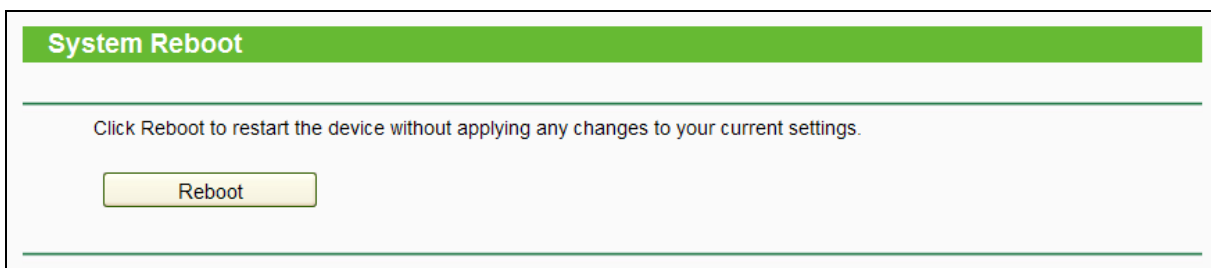 System Reboot
Click Reboot to restart the device without applying any changes to your current settings.
Reboot